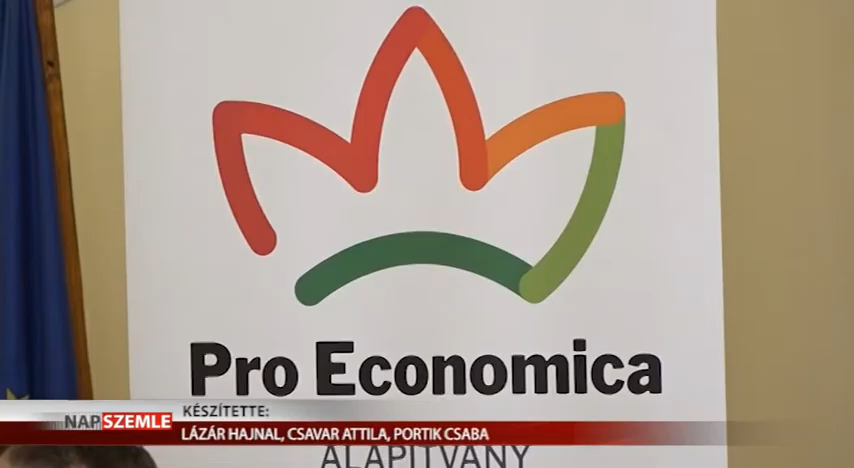 Pro Economica
NAPSZEMLE
KÉSZÍTETTE:
LÁZÁR HAJNAL, CSAVAR ATTILA, PORTIK CSABA
ALAPÍTVÁNY